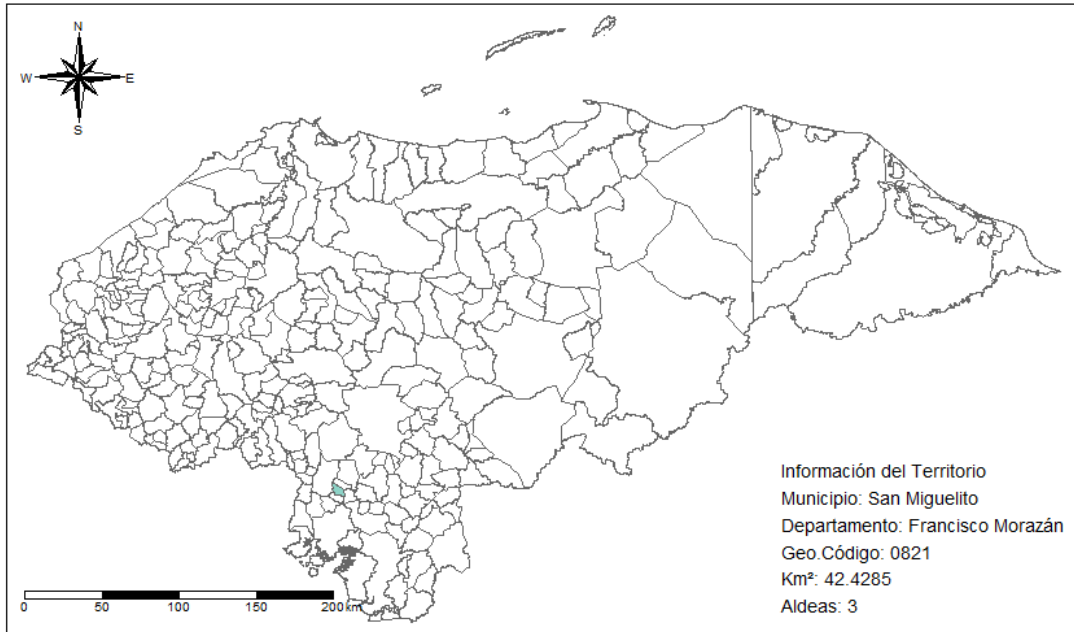 N
W E
S
Información del Territorio
Municipio: San Miguelito
Departamento: Francisco Morazán
Geo.Código: 0821
Km²: 42.4285
Aldeas: 3
0 50 100 150 200 km